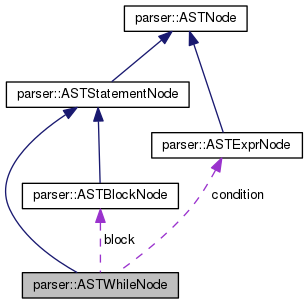 parser::ASTNode
parser::ASTStatementNode
parser::ASTExprNode
parser::ASTBlockNode
condition
block
parser::ASTWhileNode